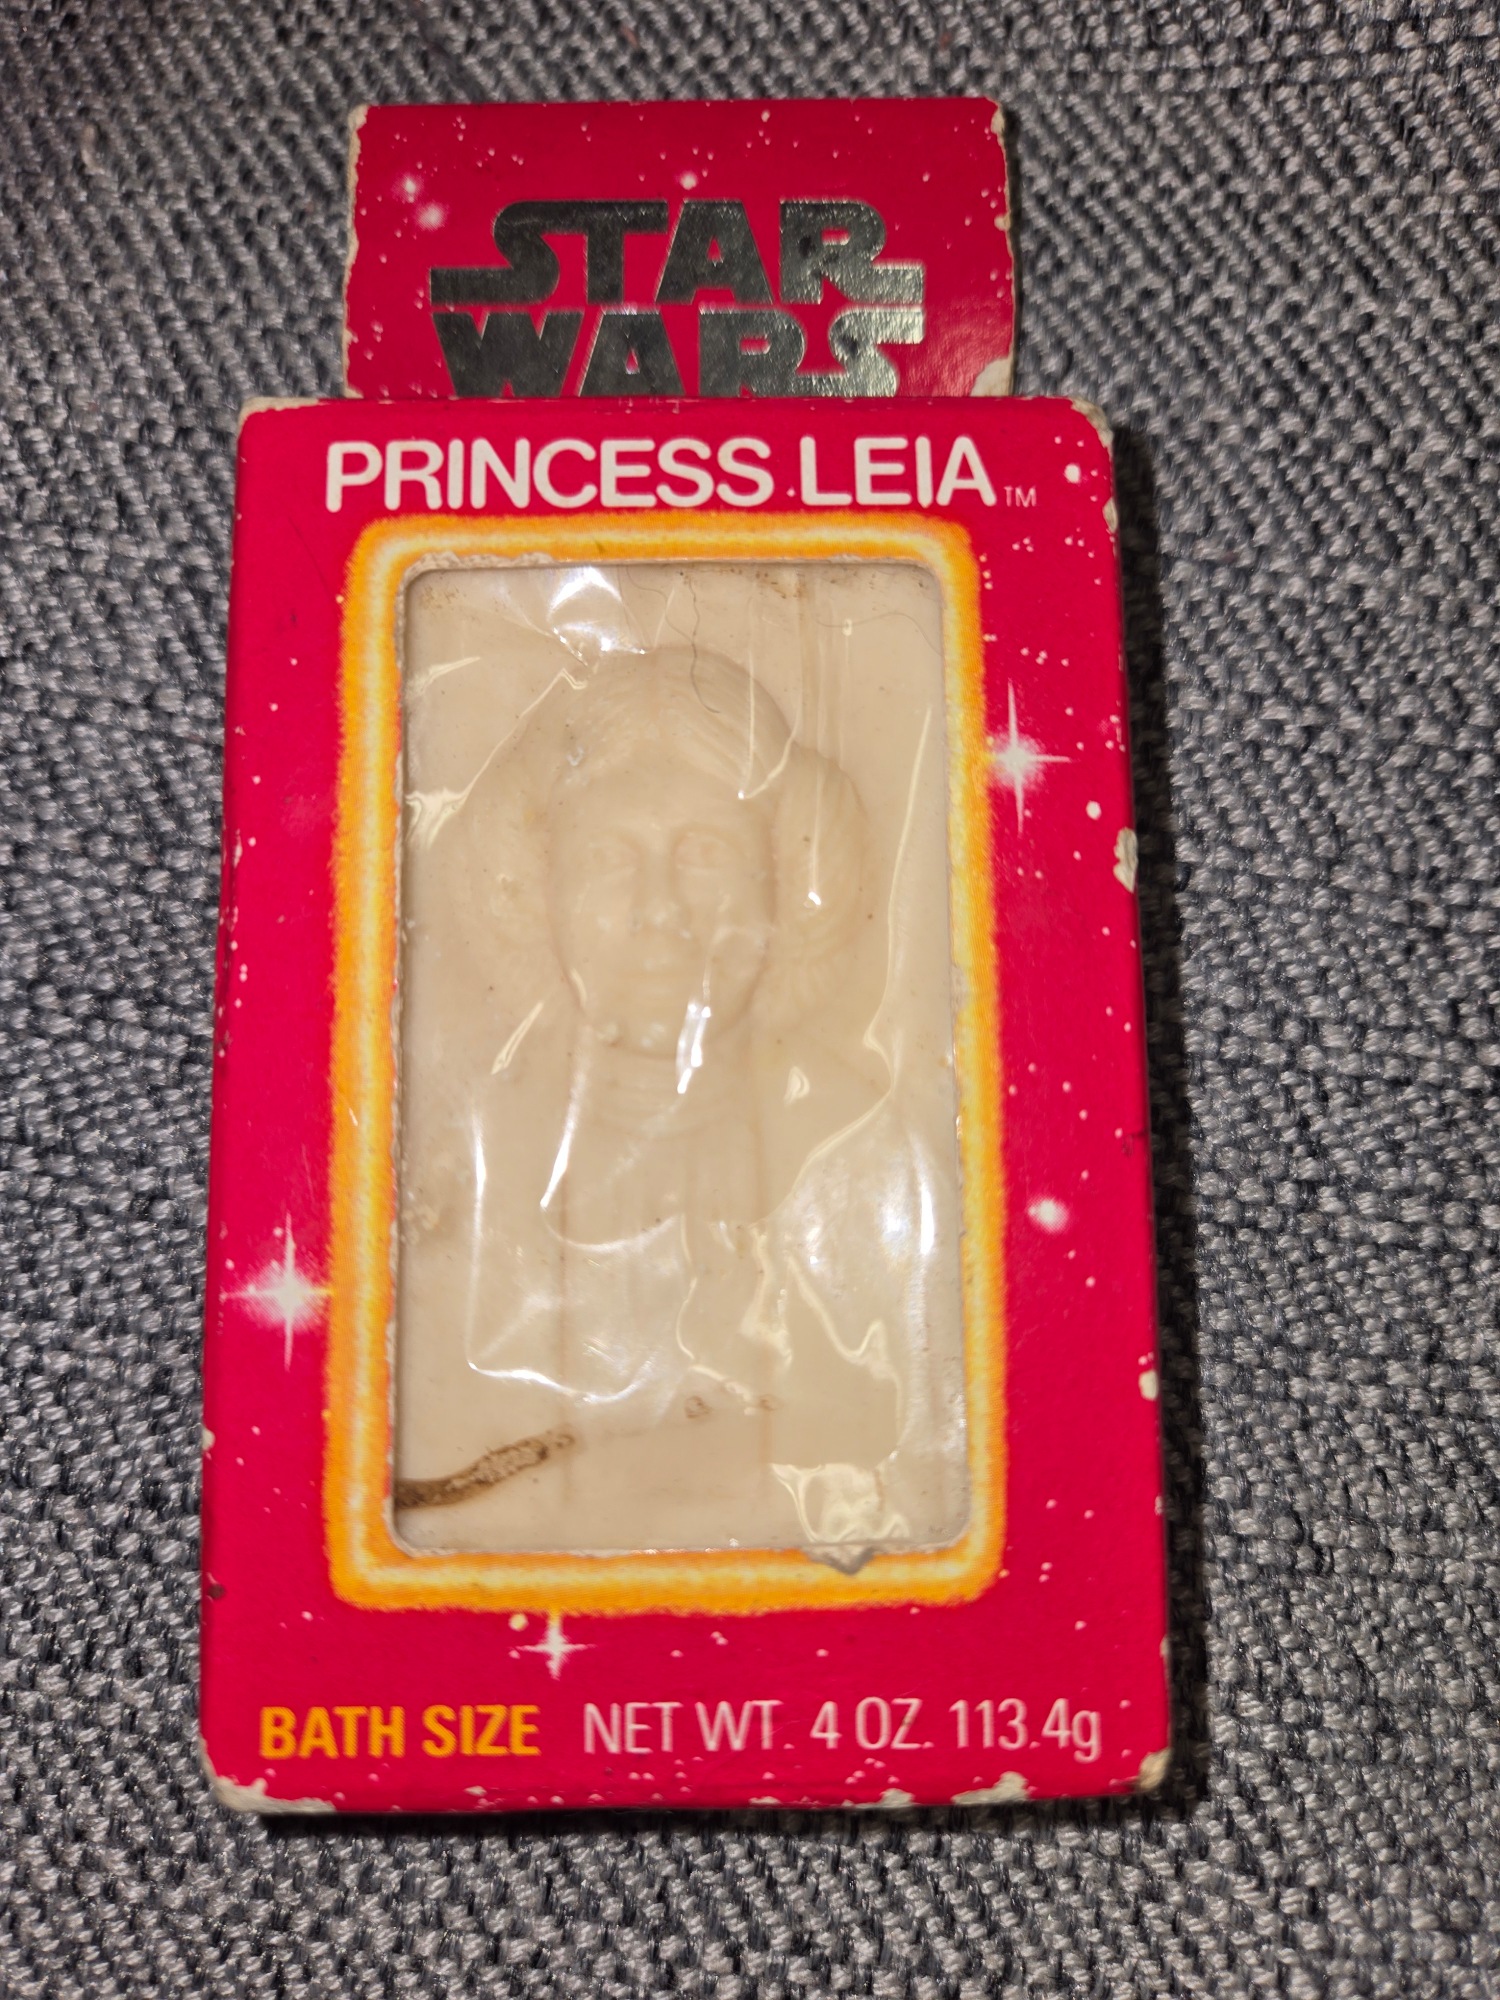 STAR
WARS
PRINCESS LEIA™
BATH SIZE NET WT. 4 OZ. 113.4g